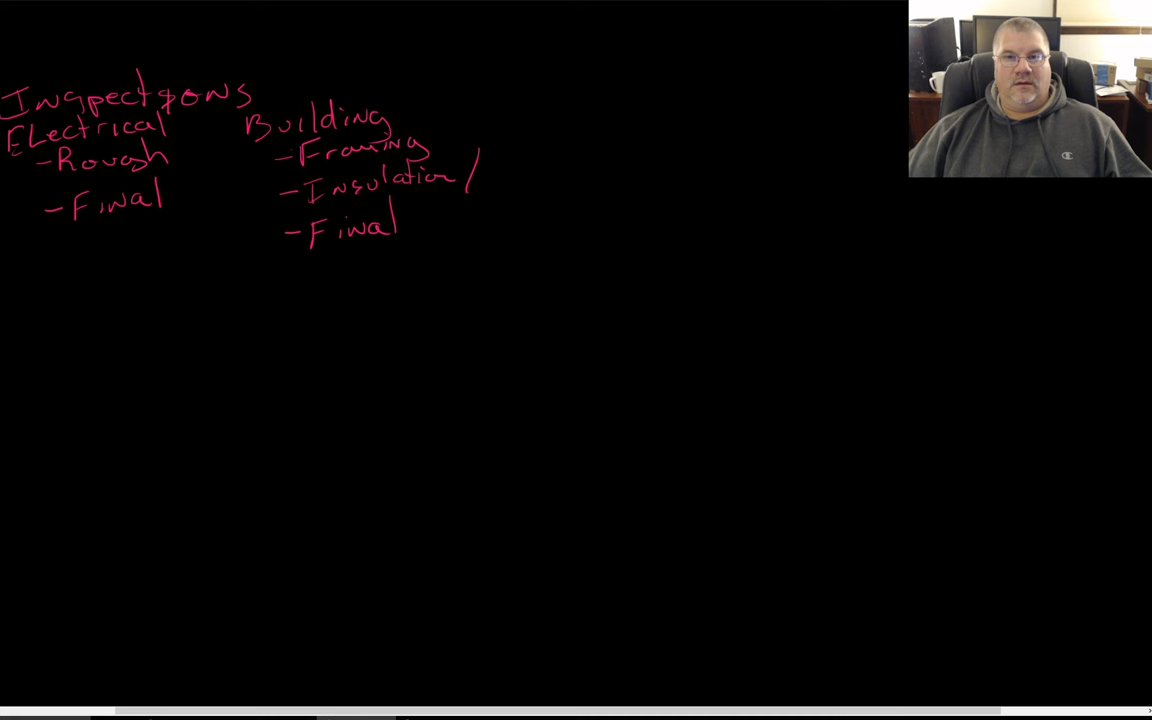 Inspections
Electrical
-Rough
-Final
Building
-Framing
-Insulation/
-Final